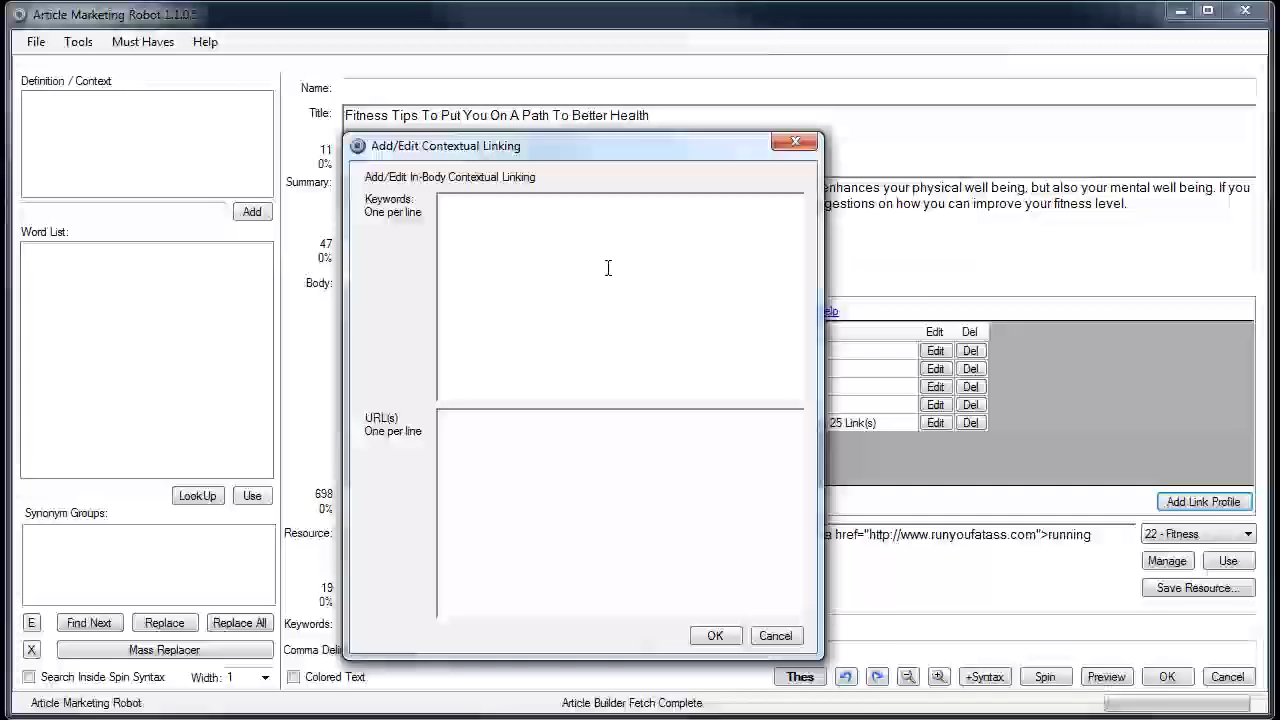 Article Marketing Robot 1.1.0.5
File Tools Must Haves Help
Definition / Context
Add
Word List:
LookUp Use
Synonym Groups:
E Find Next Replace Replace All
X Mass Replacer
Search Inside Spin Syntax Width: 1
Name:
Title: Fitness Tips To Put You On A Path To Better Health
11
0%
Summary:
enhances your physical well being, but also your mental well being. If you
gestions on how you can improve your fitness level.
47
0%
Body:
elp
Edit Del
Edit Del
Edit Del
Edit Del
Edit Del
25 Link(s) Edit Del
698
0%
Add Link Profile
Resource:
a href="http://www.runyoufatass.com">running
22 - Fitness
Manage Use
Save Resource...
19
0%
Keywords:
Comma Deli
Colored Text
Thes +Syntax Spin Preview OK Cancel
Add/Edit Contextual Linking
Add/Edit In-Body Contextual Linking
Keywords:
One per line
URL(s)
One per line
OK Cancel
Article Marketing Robot Article Builder Fetch Complete